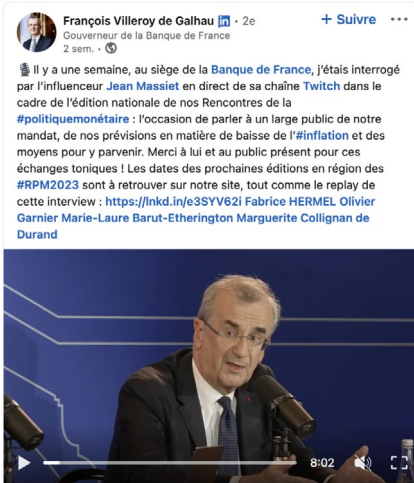 François Villeroy de Galhau in • 2e
+ Suivre
Gouverneur de la Banque de France
2 sem. •
Il y a une semaine, au siège de la Banque de France, j'étais interrogé
par l'influenceur Jean Massiet en direct de sa chaîne Twitch dans le
cadre de l'édition nationale de nos Rencontres de la
#politiquemonétaire : l'occasion de parler à un large public de notre
mandat, de nos prévisions en matière de baisse de l'#inflation et des
moyens pour y parvenir. Merci à lui et au public présent pour ces
échanges toniques ! Les dates des prochaines éditions en région des
#RPM2023 sont à retrouver sur notre site, tout comme le replay de
cette interview : https://lnkd.in/e3SYV62i Fabrice HERMEL Olivier
Garnier Marie-Laure Barut-Etherington Marguerite Collignan de
Durand
8:02